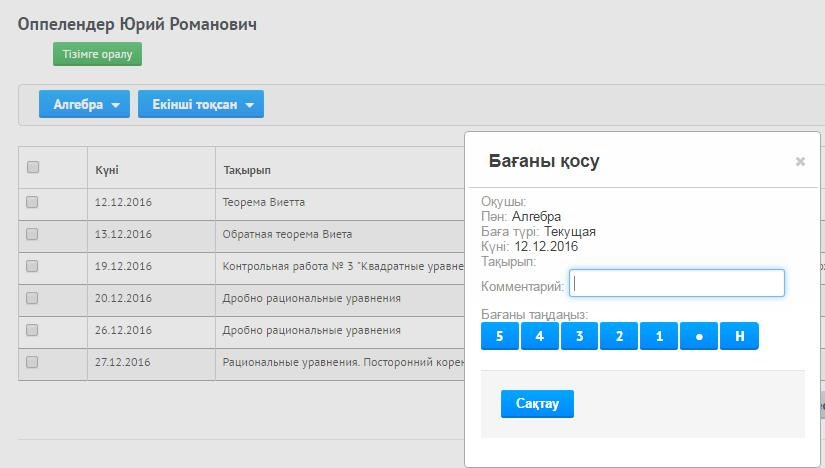 Оппелендер Юрий Романович
Тізімге оралу
Алгебра
Екінші тоқсан
Күні Тақырып
12.12.2016 Теорема Виетта
13.12.2016 Обратная теорема Виета
19.12.2016 Контрольная работа № 3 "Квадратные уравне
20.12.2016 Дробно рациональные уравнения
26.12.2016 Дробно рациональные уравнения
27.12.2016 Рациональные уравнения. Посторонний корен
Бағаны қосу
×
Оқушы:
Пән: Алгебра
Баға түрі: Текущая
Күні: 12.12.2016
Тақырып:
Комментарий:
Бағаны таңдаңыз:
5 4 3 2 1 • Н
Сақтау